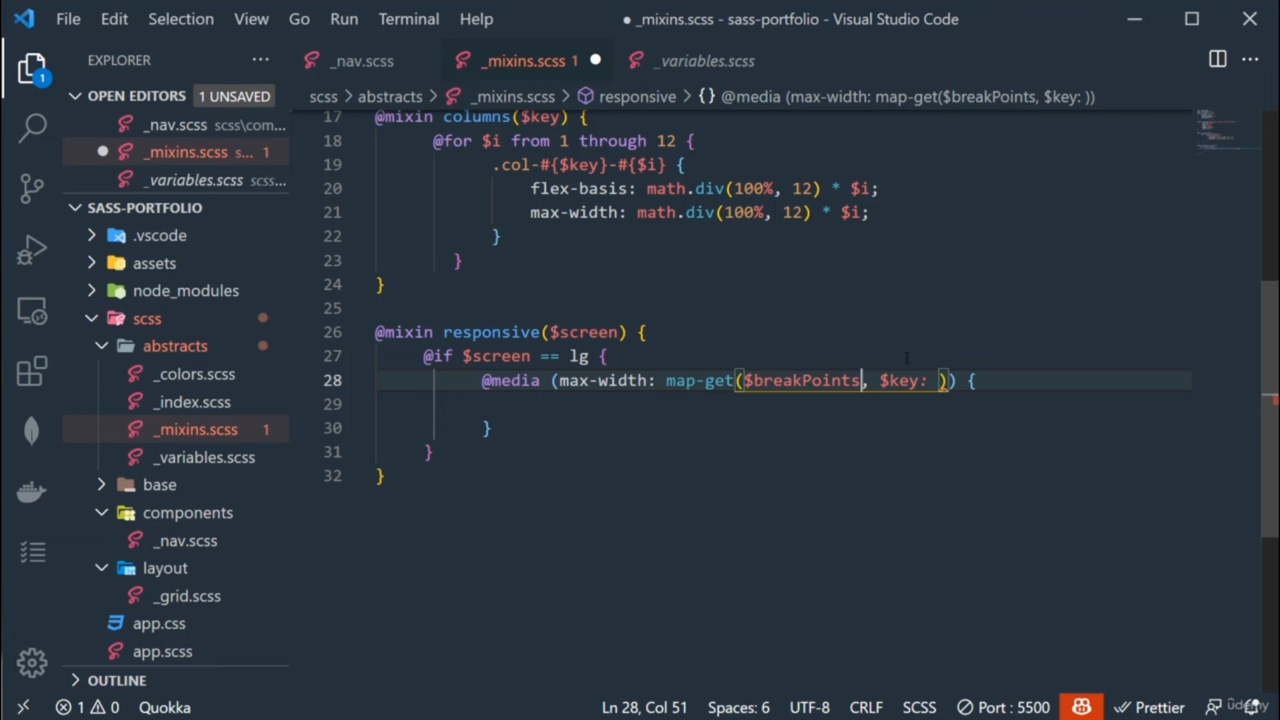 File Edit Selection View Go Run Terminal Help
● _mixins.scss - sass-portfolio - Visual Studio Code
EXPLORER
_nav.scss
_mixins.scss 1
_variables.scss
OPEN EDITORS 1 UNSAVED
scss > abstracts > _mixins.scss > responsive > {} @media (max-width: map-get($breakPoints, $key: ))
_nav.scss scss\com...
_mixins.scss s... 1
_variables.scss scss...
SASS-PORTFOLIO
.vscode
assets
node_modules
scss
abstracts
_colors.scss
_index.scss
_mixins.scss 1
_variables.scss
base
components
_nav.scss
layout
_grid.scss
app.css
app.scss
OUTLINE
1
17 @mixin columns($key) {
18 @for $i from 1 through 12 {
19 .col-#{$key}-#{$i} {
20 flex-basis: math.div(100%, 12) * $i;
21 max-width: math.div(100%, 12) * $i;
22 }
23 }
24 }
25
26 @mixin responsive($screen) {
27 @if $screen == lg {
28 @media (max-width: map-get($breakPoints, $key: )) {
29
30 }
31 }
32 }
1 0 Quokka
Ln 28, Col 51 Spaces: 6 UTF-8 CRLF SCSS Port : 5500 Prettier
udemy